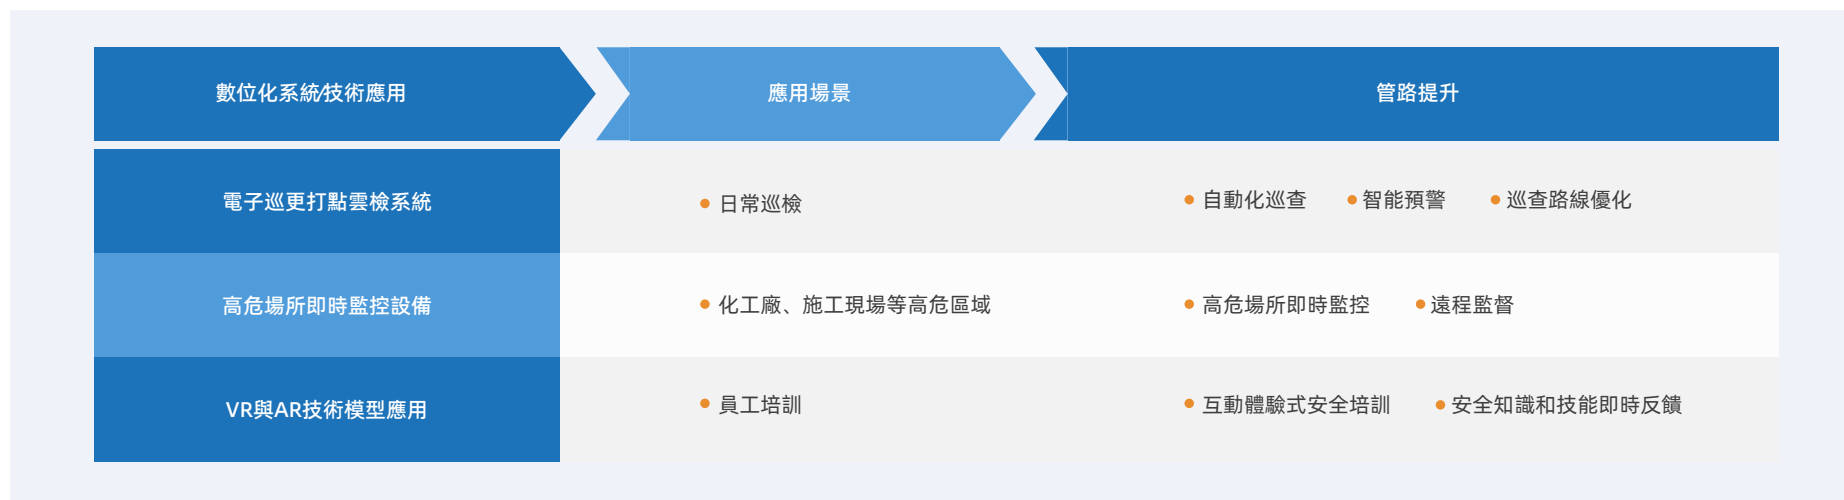 數位化系統/技術應用
應用場景
管路提升
電子巡更打點雲檢系統
日常巡檢
自動化巡查
智能預警
巡查路線優化
高危場所即時監控設備
化工廠、施工現場等高危區域
高危場所即時監控
遠程監督
VR與AR技術模型應用
員工培訓
互動體驗式安全培訓
安全知識和技能即時反饋